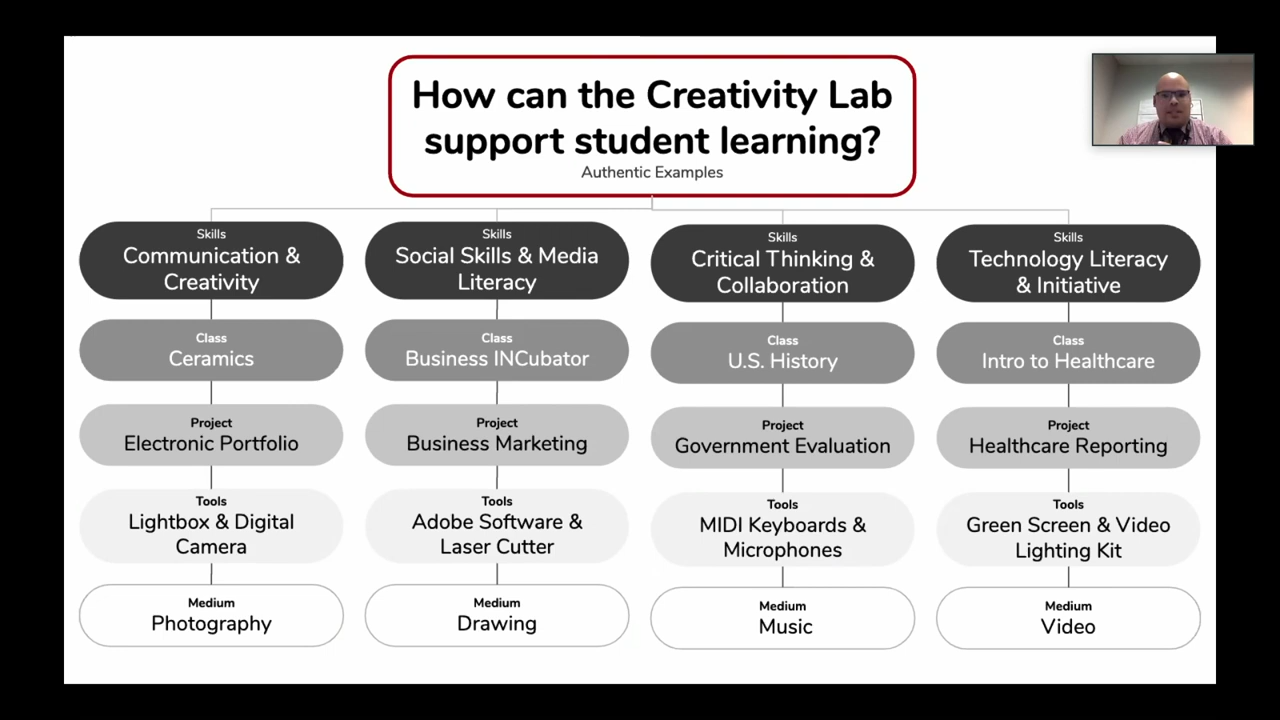 How can the Creativity Lab
support student learning?
Authentic Examples
Skills
Communication &
Creativity
Class
Ceramics
Project
Electronic Portfolio
Tools
Lightbox & Digital
Camera
Medium
Photography
Skills
Social Skills & Media
Literacy
Class
Business INCubator
Project
Business Marketing
Tools
Adobe Software &
Laser Cutter
Medium
Drawing
Skills
Critical Thinking &
Collaboration
Class
U.S. History
Project
Government Evaluation
Tools
MIDI Keyboards &
Microphones
Medium
Music
Skills
Technology Literacy
& Initiative
Class
Intro to Healthcare
Project
Healthcare Reporting
Tools
Green Screen & Video
Lighting Kit
Medium
Video